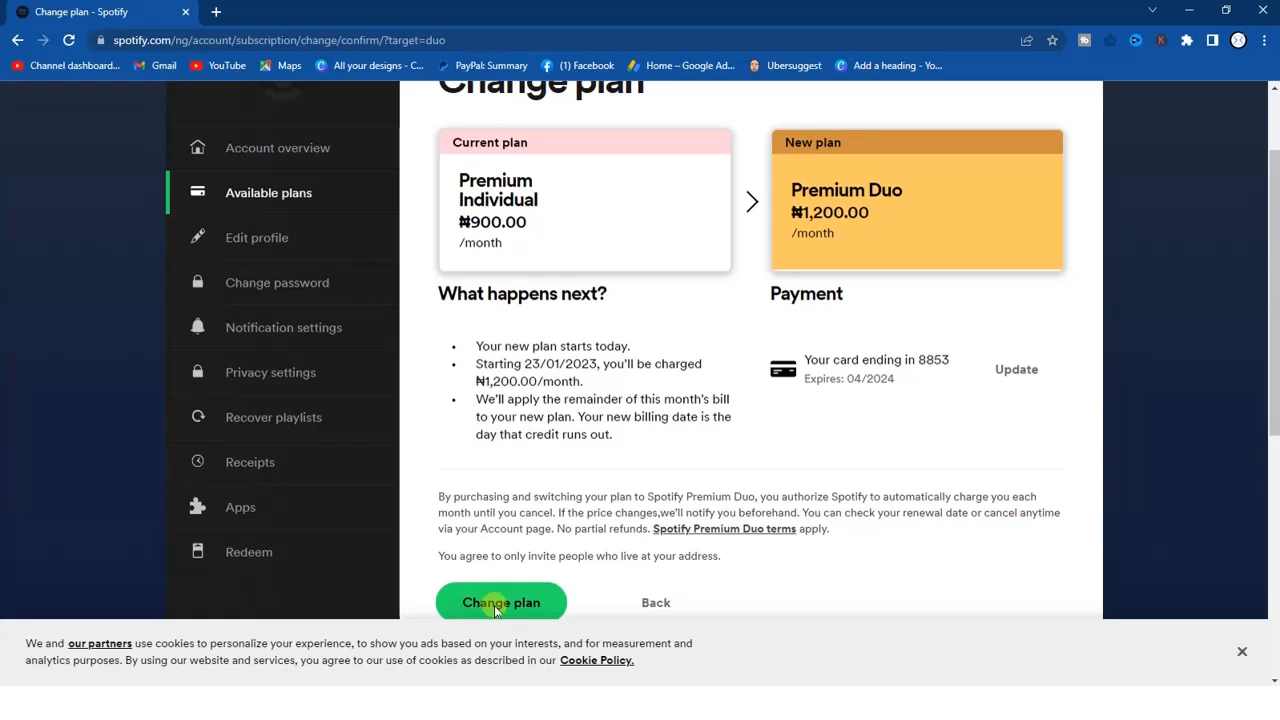 Change plan - Spotify
spotify.com/ng/account/subscription/change/confirm/?target=duo
Channel dashboard... Gmail YouTube Maps All your designs - C... PayPal: Summary (1) Facebook Home – Google Ad... Ubersuggest Add a heading - Yo...
Change plan
Account overview
Available plans
Edit profile
Change password
Notification settings
Privacy settings
Recover playlists
Receipts
Apps
Redeem
Current plan
Premium
Individual
₦900.00
/month
New plan
Premium Duo
₦1,200.00
/month
What happens next?
• Your new plan starts today.
• Starting 23/01/2023, you’ll be charged
₦1,200.00/month.
• We’ll apply the remainder of this month’s bill
to your new plan. Your new billing date is the
day that credit runs out.
Payment
Your card ending in 8853
Expires: 04/2024
Update
By purchasing and switching your plan to Spotify Premium Duo, you authorize Spotify to automatically charge you each
month until you cancel. If the price changes,we’ll notify you beforehand. You can check your renewal date or cancel anytime
via your Account page. No partial refunds. Spotify Premium Duo terms apply.
You agree to only invite people who live at your address.
Change plan
Back
We and our partners use cookies to personalize your experience, to show you ads based on your interests, and for measurement and
analytics purposes. By using our website and services, you agree to our use of cookies as described in our Cookie Policy.